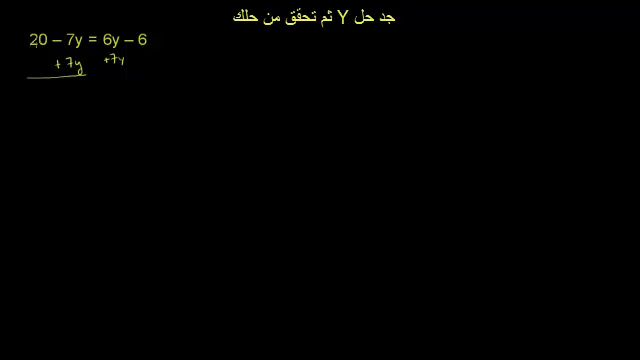 جد حل Y ثم تحقق من حلك
20 – 7y = 6y – 6
+ 7y +7y